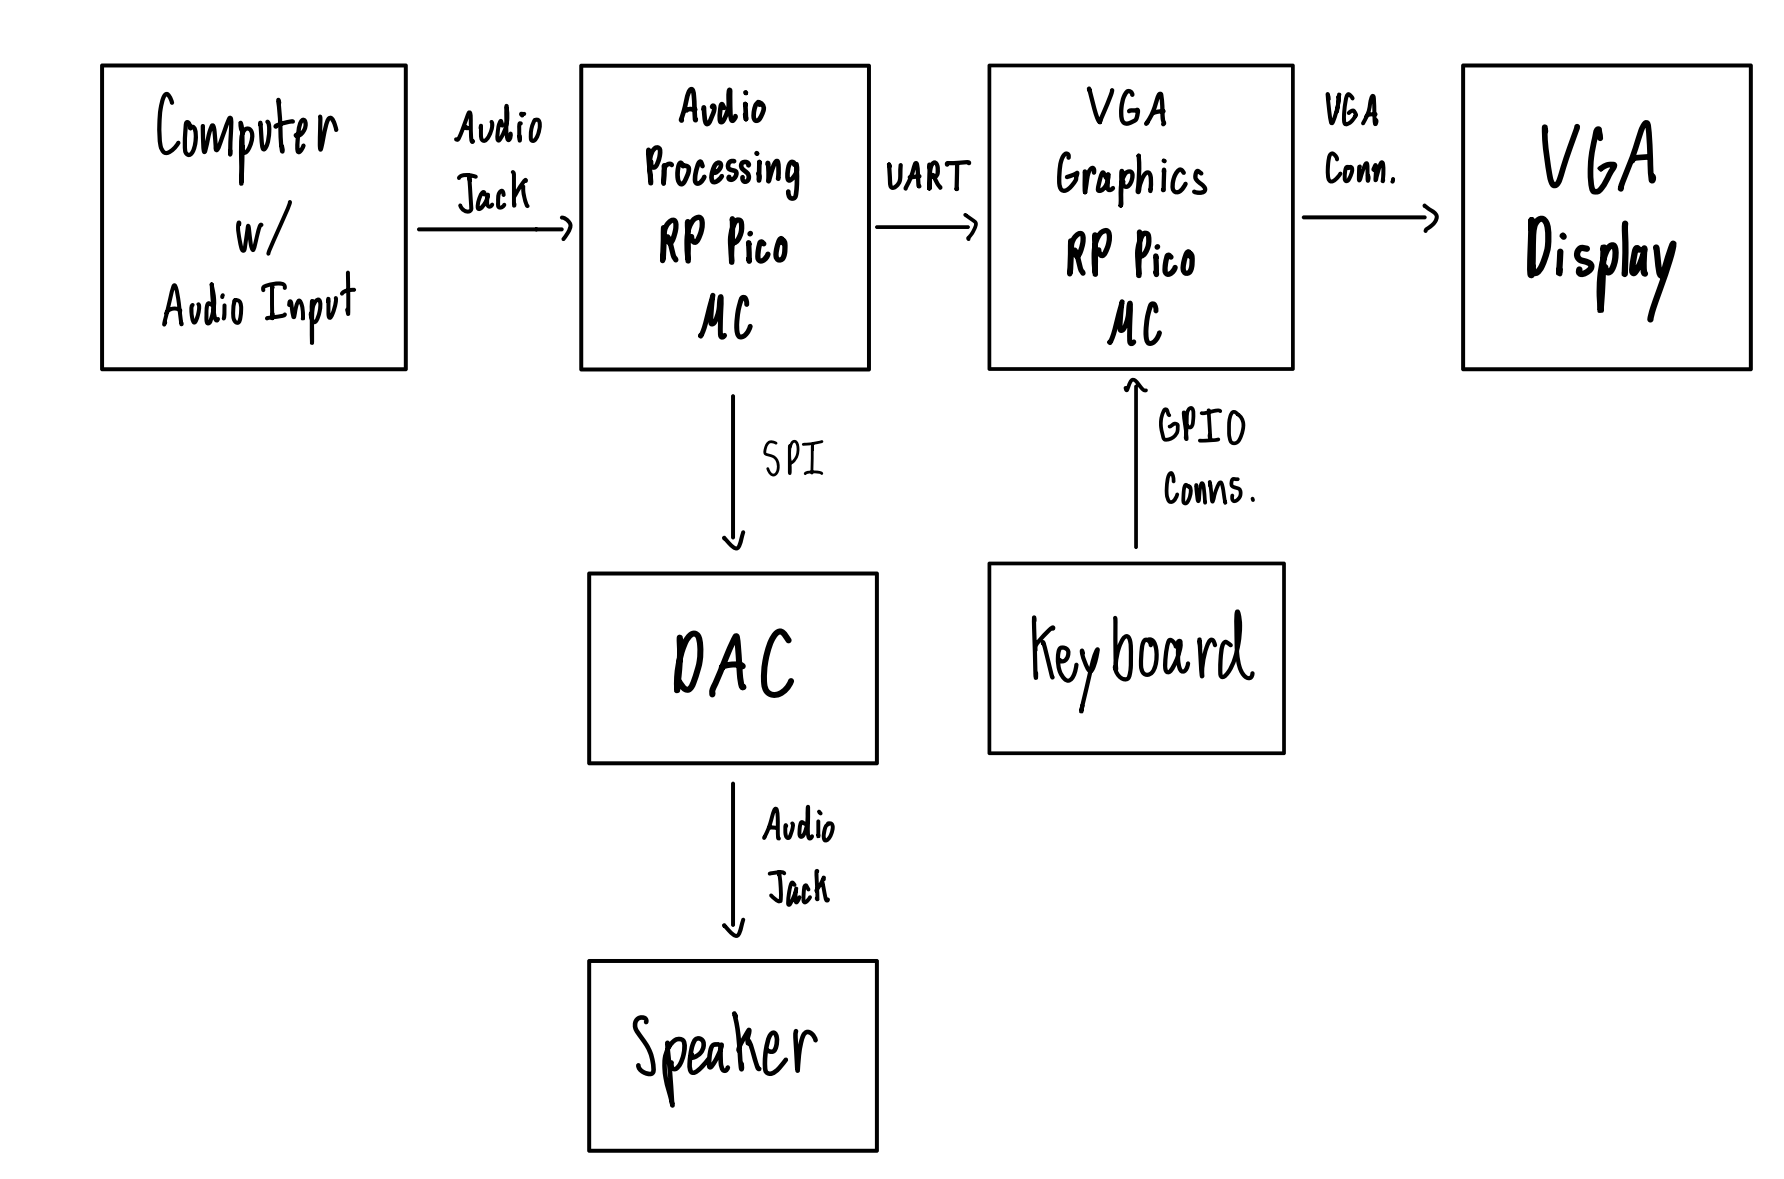 Computer
w/
Audio Input
Audio
Jack
Audio
Processing
RP Pico
MC
UART
VGA
Graphics
RP Pico
MC
VGA
Conn.
VGA
Display
SPI
GPIO
Conns.
DAC
Keyboard
Audio
Jack
Speaker